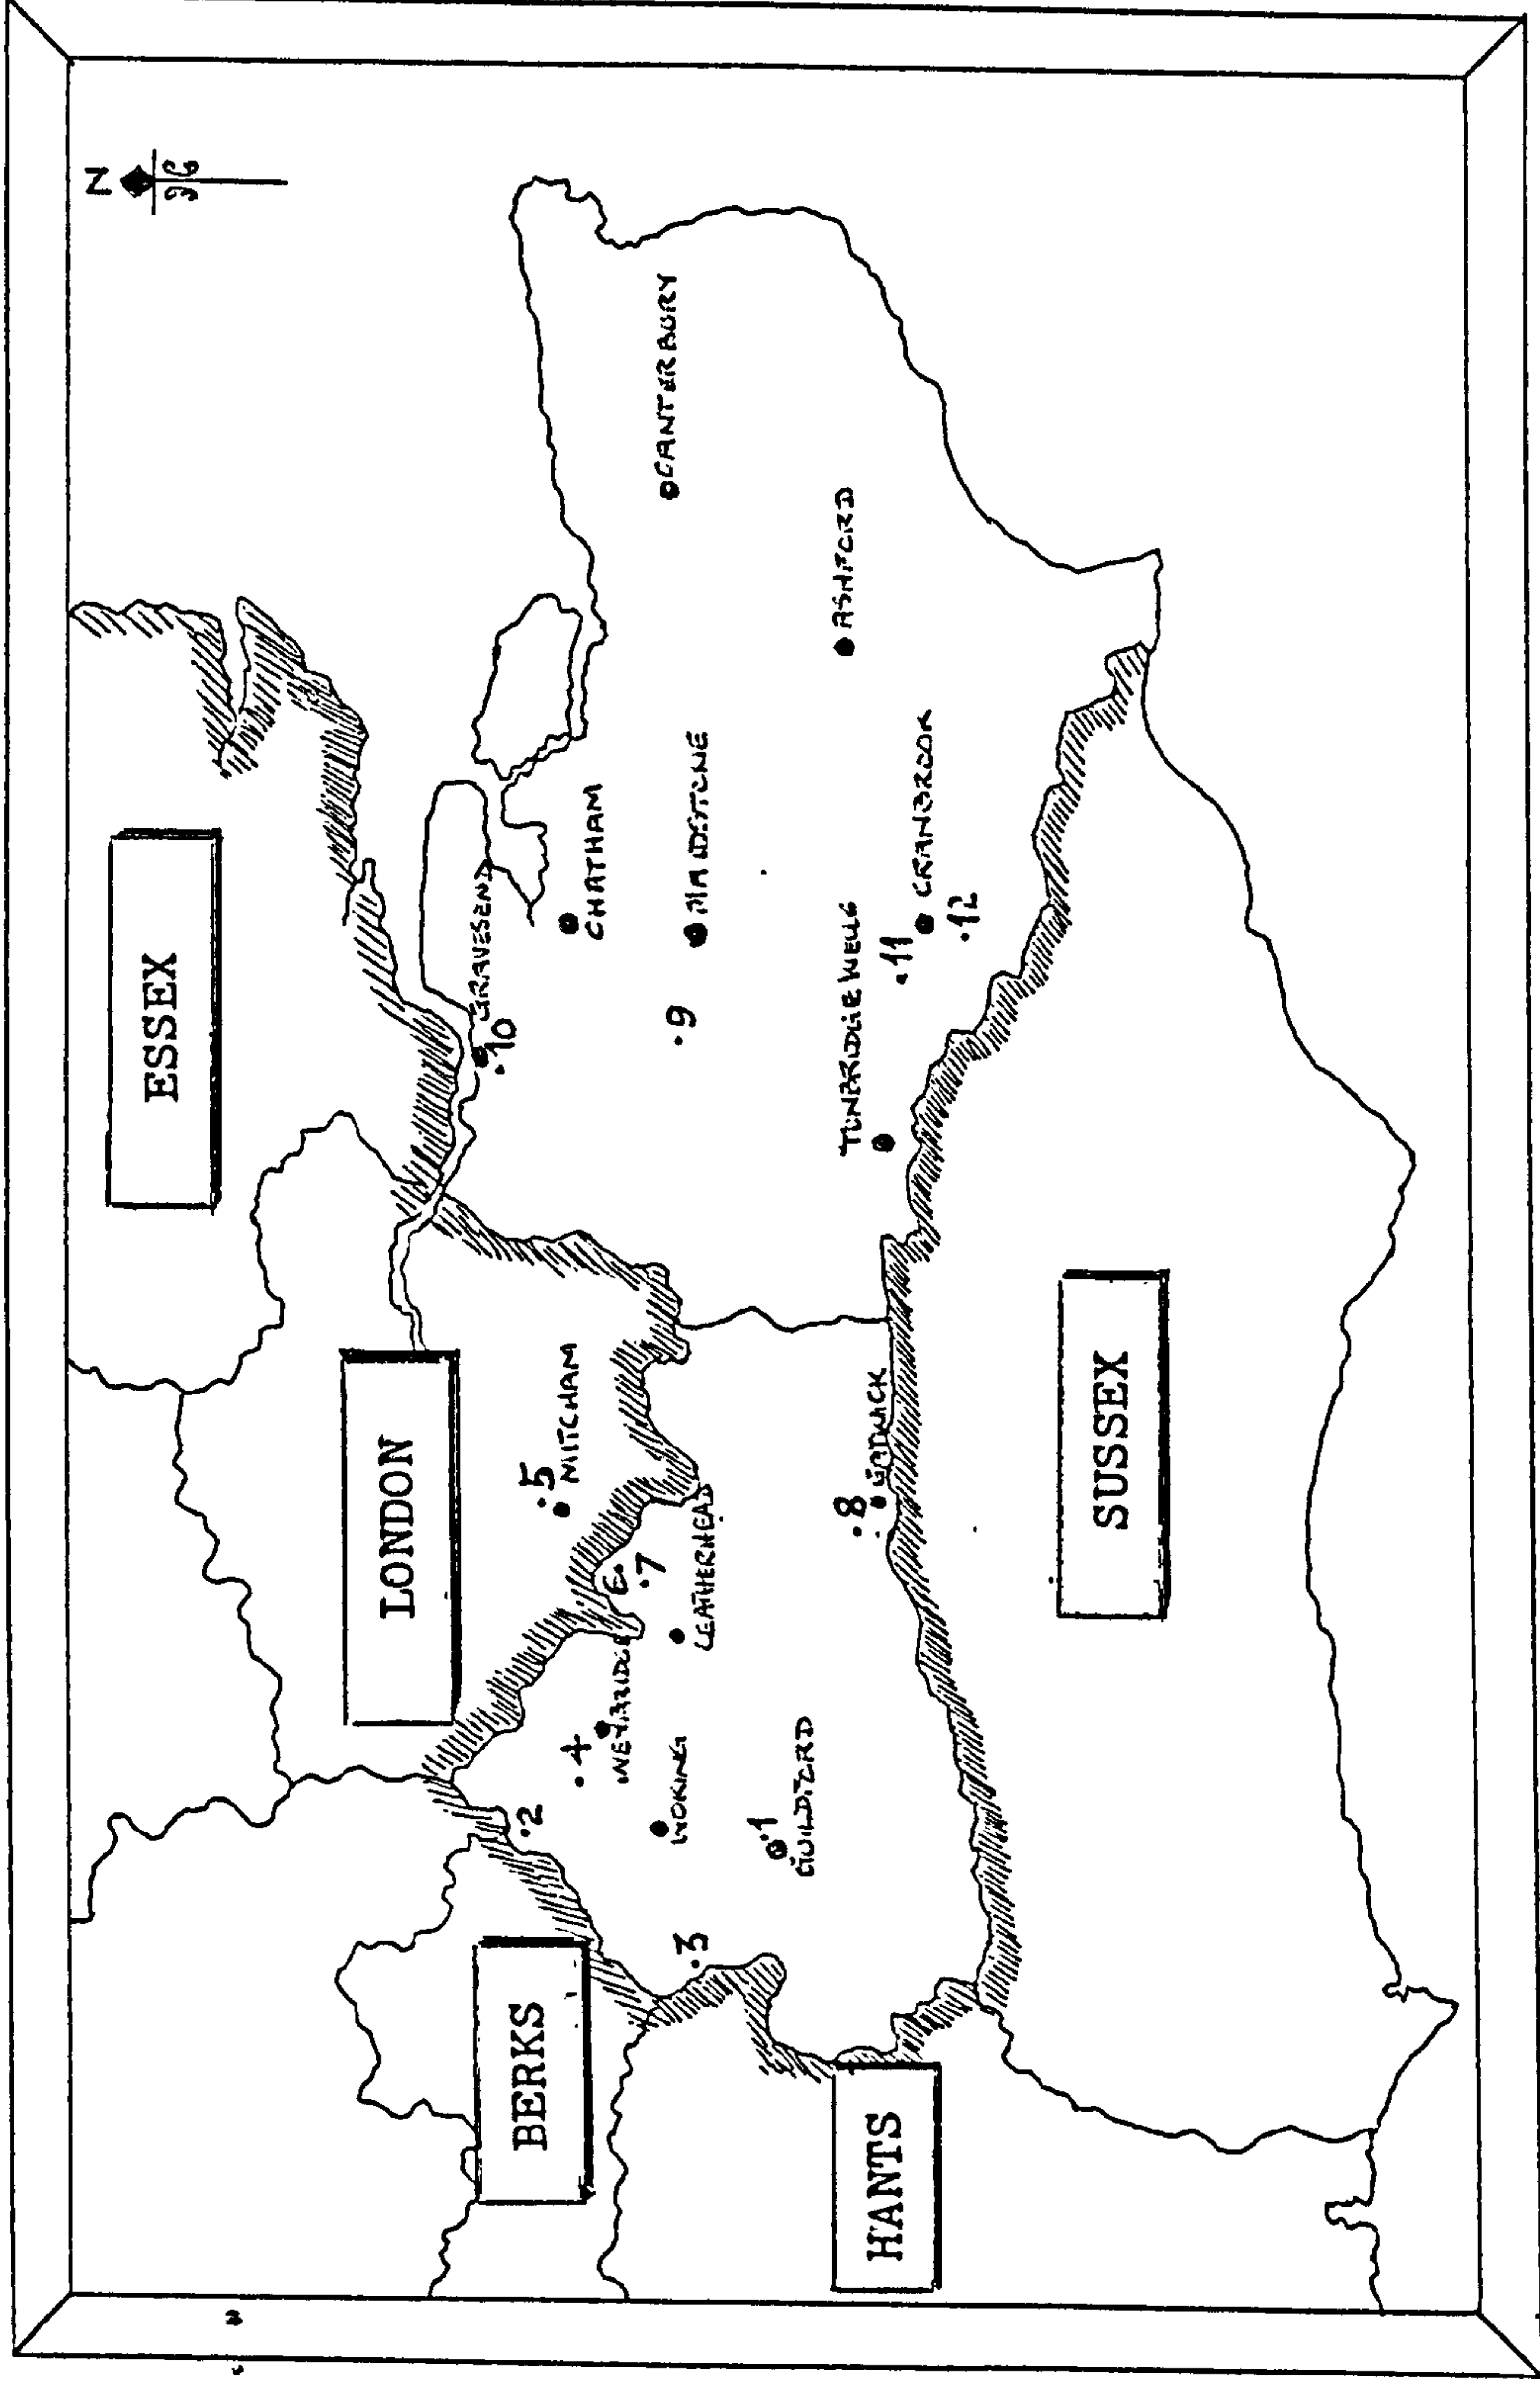 N
ESSEX
LONDON
BERKS
HANTS
SUSSEX
GRAVESEND
10
CHATHAM
CANTERBURY
MAIDSTONE
9
ASHFORD
TUNBRIDGE WELLS
11
CRANBROOK
12
5
MITCHAM
2
4
WEYBRIDGE
E.
7
LEATHERHEAD
WOKING
3
1
GUILDFORD
8
GATWICK